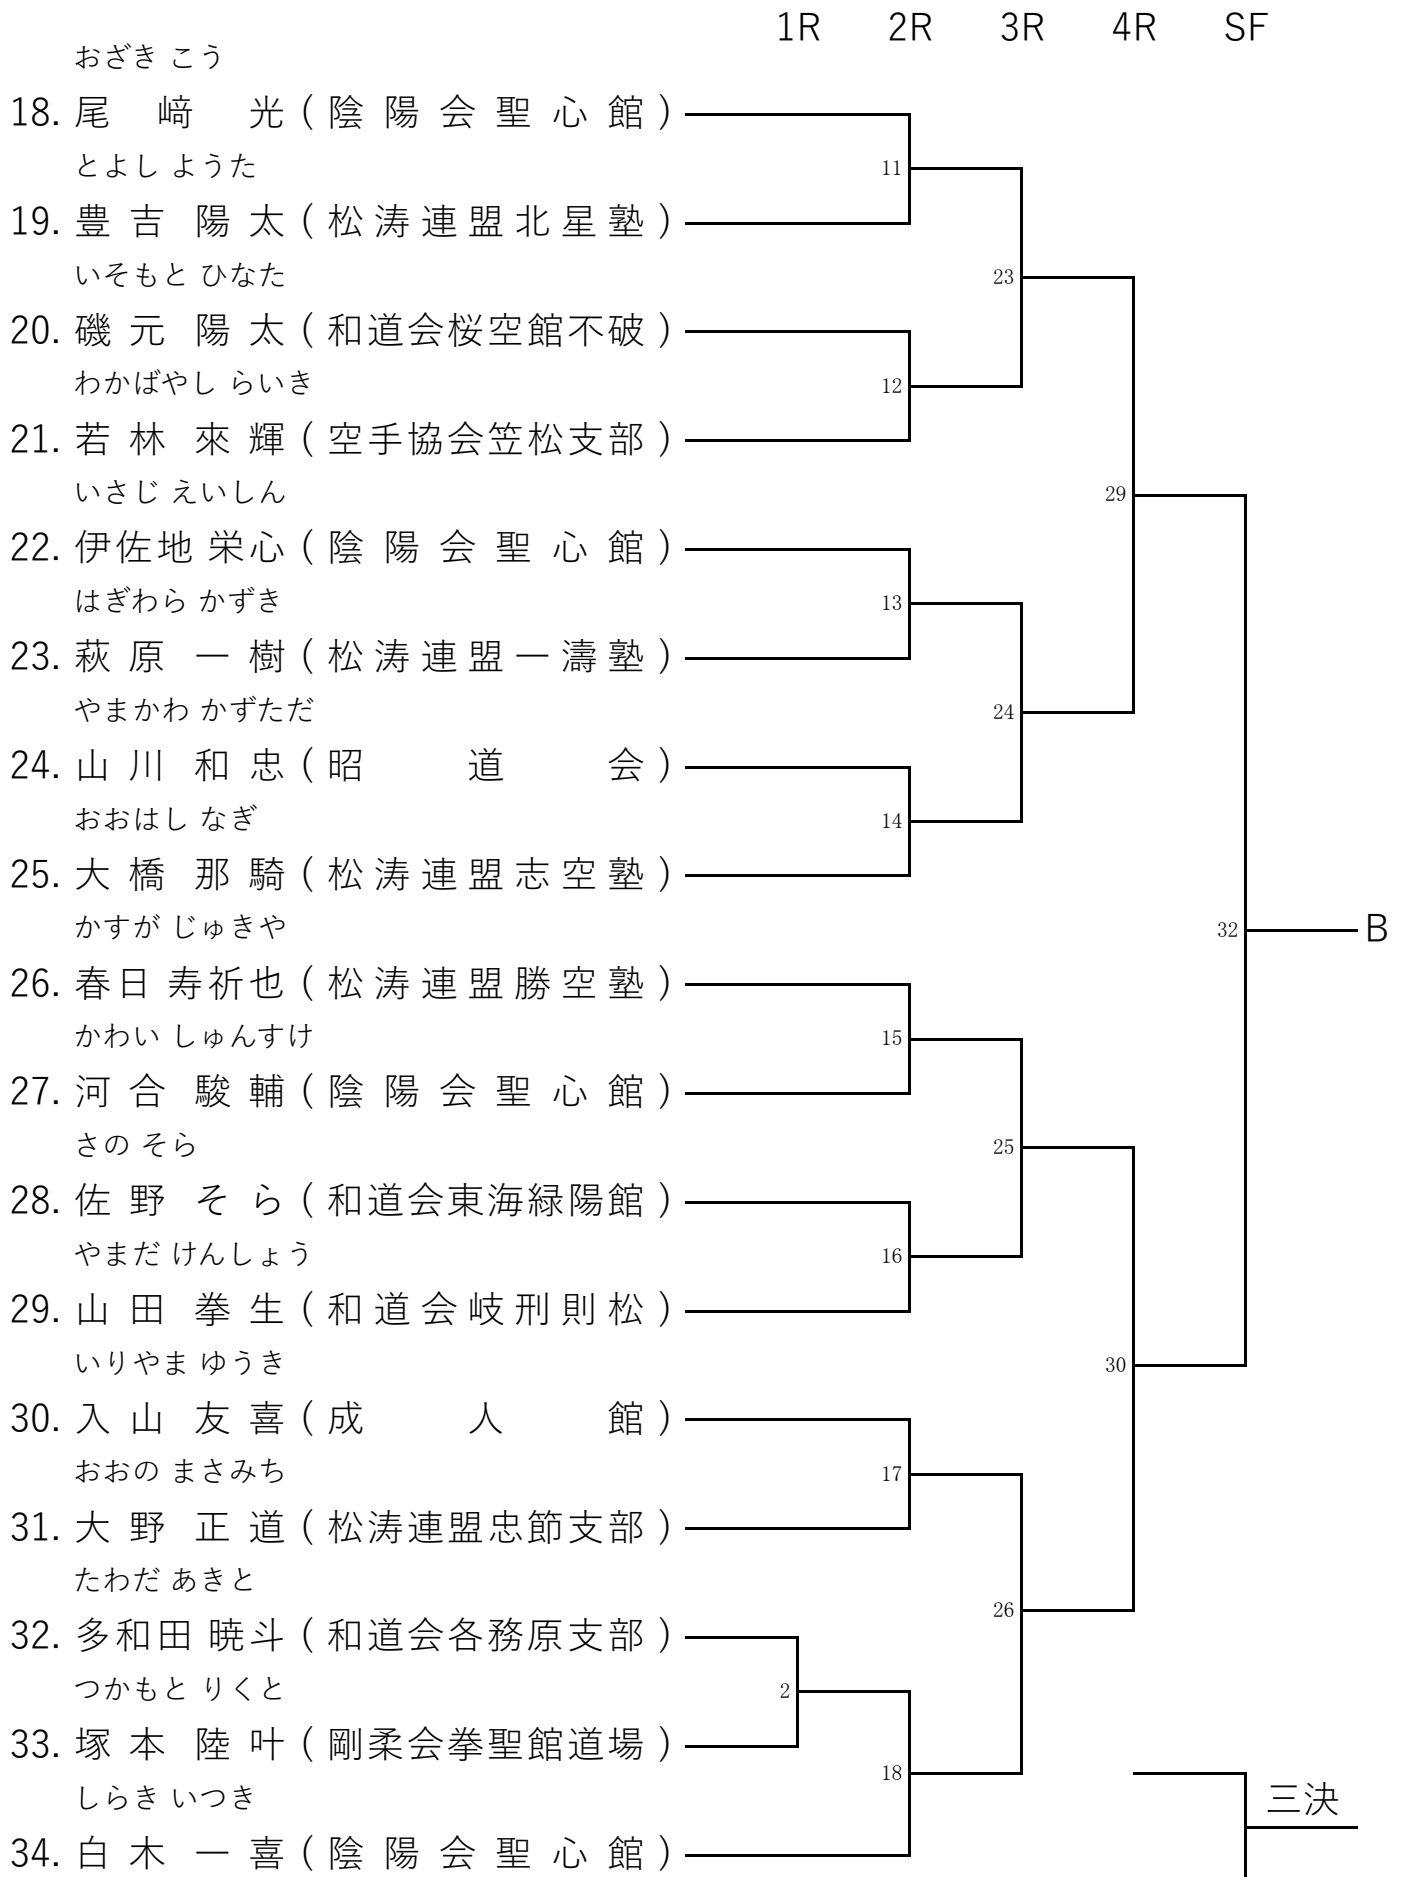 1R 2R 3R 4R SF
おざき こう
18. 尾 﨑 光 ( 陰 陽 会 聖 心 館 )
とよし ようた
11
19. 豊 吉 陽 太 ( 松 涛 連 盟 北 星 塾 )
いそもと ひなた
23
20. 磯 元 陽 太 ( 和道会桜空館不破 )
わかばやし らいき
12
21. 若 林 來 輝 ( 空手協会笠松支部 )
いさじ えいしん
29
22. 伊佐地 栄心 ( 陰 陽 会 聖 心 館 )
はぎわら かずき
13
23. 萩 原 一 樹 ( 松 涛 連 盟 一 濤 塾 )
やまかわ かずただ
24
24. 山 川 和 忠 ( 昭 道 会 )
おおはし なぎ
14
25. 大 橋 那 騎 ( 松 涛 連 盟 志 空 塾 )
かすが じゅきや
32
B
26. 春日 寿祈也 ( 松 涛 連 盟 勝 空 塾 )
かわい しゅんすけ
15
27. 河 合 駿 輔 ( 陰 陽 会 聖 心 館 )
さの そら
25
28. 佐 野 そ ら ( 和道会東海緑陽館 )
やまだ けんしょう
16
29. 山 田 拳 生 ( 和 道 会 岐 刑 則 松 )
いりやま ゆうき
30
30. 入 山 友 喜 ( 成 人 館 )
おおの まさみち
17
31. 大 野 正 道 ( 松涛連盟忠節支部 )
たわだ あきと
26
32. 多和田 暁斗 ( 和道会各務原支部 )
つかもと りくと
2
33. 塚 本 陸 叶 ( 剛柔会拳聖館道場 )
しらき いつき
18
三決
34. 白 木 一 喜 ( 陰 陽 会 聖 心 館 )